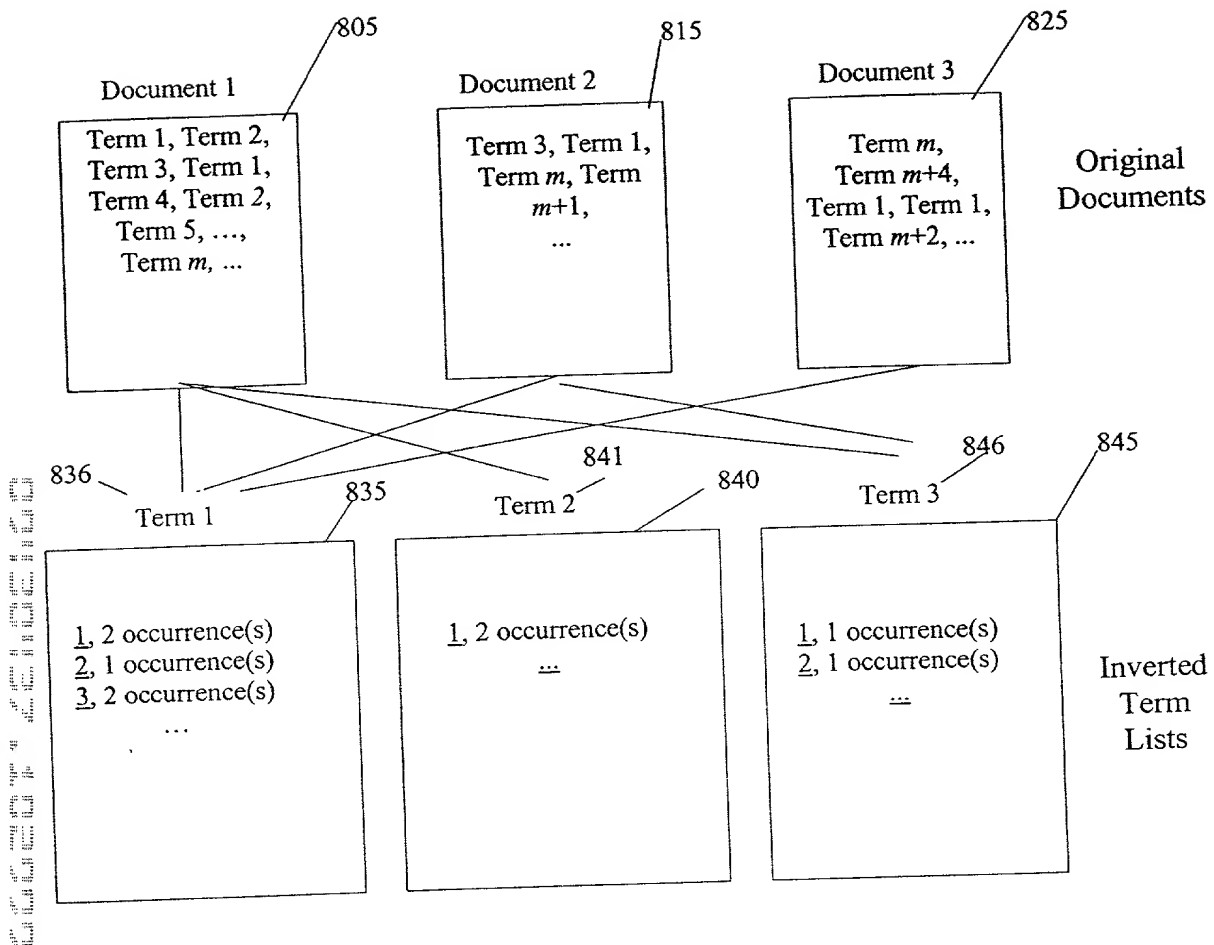 805
815
825
Document 1
Document 2
Document 3
Term 1, Term 2,
Term 3, Term 1,
Term 4, Term 2,
Term 5, ...,
Term m, ...
Term 3, Term 1,
Term m, Term
m+1,
...
Term m,
Term m+4,
Term 1, Term 1,
Term m+2, ...
Original
Documents
836
Term 1
835
841
Term 2
840
846
Term 3
845
1, 2 occurrence(s)
2, 1 occurrence(s)
3, 2 occurrence(s)
...
1, 2 occurrence(s)
...
1, 1 occurrence(s)
2, 1 occurrence(s)
...
Inverted
Term
Lists